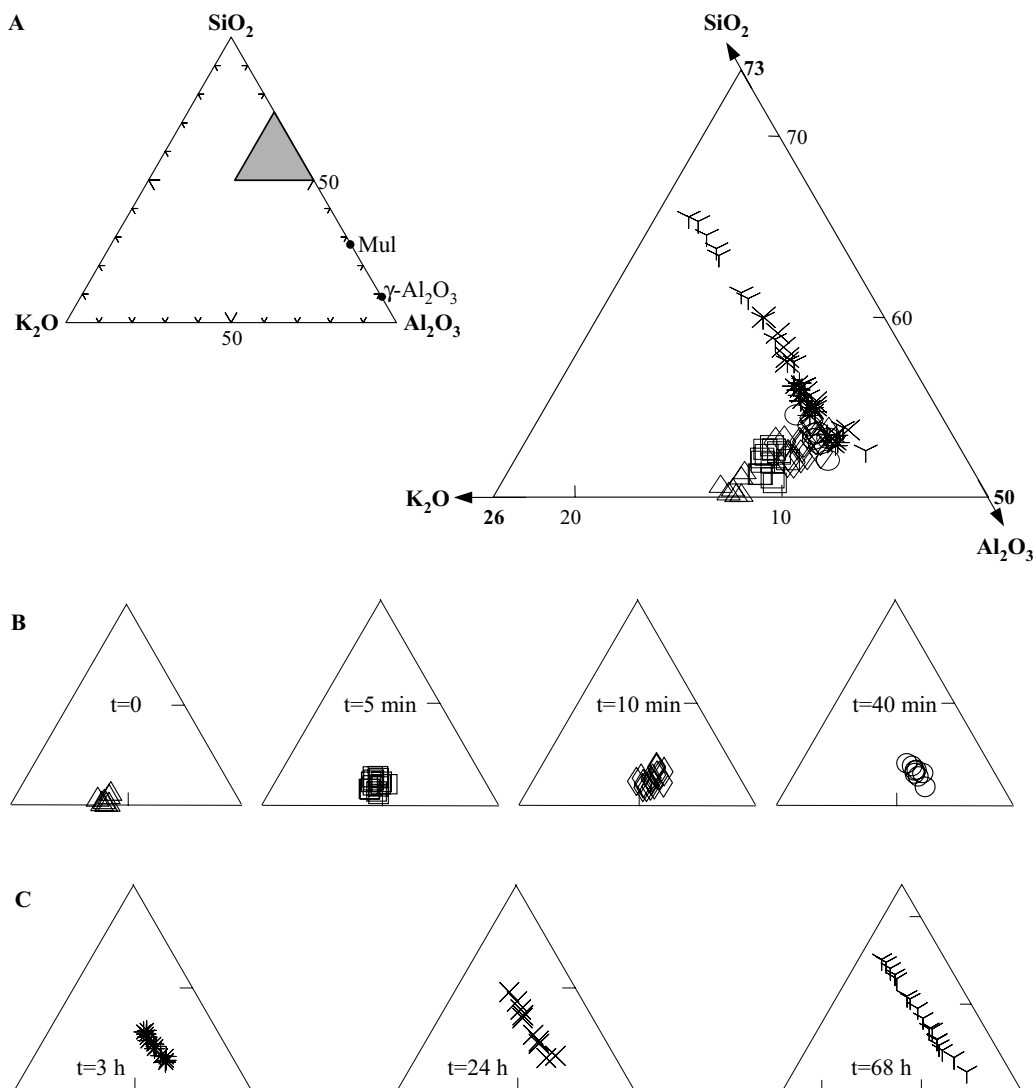 A
SiO₂
50
Mul
γ-Al₂O₃
K₂O
50
Al₂O₃
SiO₂
73
70
60
K₂O
26
20
10
50
Al₂O₃
B
t=0
t=5 min
t=10 min
t=40 min
C
t=3 h
t=24 h
t=68 h